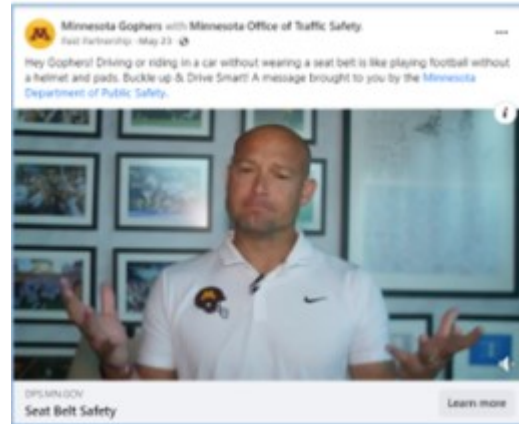 Minnesota Gophers with Minnesota Office of Traffic Safety.
Paid Partnership · May 23 ·
Hey Gophers! Driving or riding in a car without wearing a seat belt is like playing football without
a helmet and pads. Buckle up & Drive Smart! A message brought to you by the Minnesota
Department of Public Safety.
DPS.MN.GOV
Seat Belt Safety
Learn more